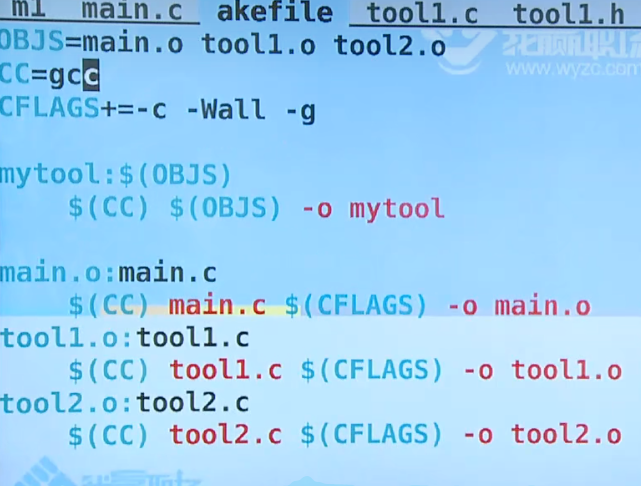 m1 main.c akefile tool1.c tool1.h
OBJS=main.o tool1.o tool2.o
www.wyzc.com
CC=gcc
CFLAGS+=-c -Wall -g
mytool:$(OBJS)
$(CC) $(OBJS) -o mytool
main.o:main.c
$(CC) main.c $(CFLAGS) -o main.o
tool1.o:tool1.c
$(CC) tool1.c $(CFLAGS) -o tool1.o
tool2.o:tool2.c
$(CC) tool2.c $(CFLAGS) -o tool2.o